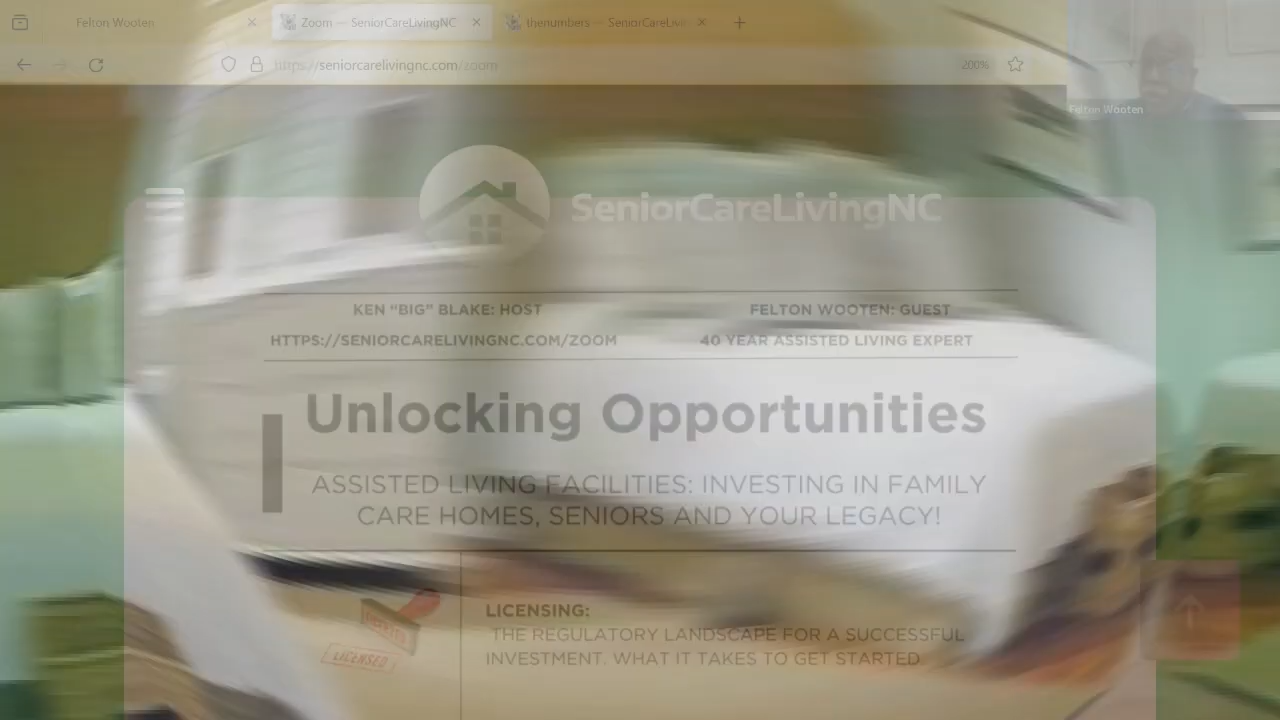 Felton Wooten
Zoom — SeniorCareLivingNC
thenumbers — SeniorCareLiv
https://seniorcarelivingnc.com/zoom
200%
Felton Wooten
SeniorCareLivingNC
KEN “BIG” BLAKE: HOST
FELTON WOOTEN: GUEST
HTTPS://SENIORCARELIVINGNC.COM/ZOOM
40 YEAR ASSISTED LIVING EXPERT
Unlocking Opportunities
ASSISTED LIVING FACILITIES: INVESTING IN FAMILY
CARE HOMES, SENIORS AND YOUR LEGACY!
LICENSING:
THE REGULATORY LANDSCAPE FOR A SUCCESSFUL
INVESTMENT. WHAT IT TAKES TO GET STARTED
LICENSED